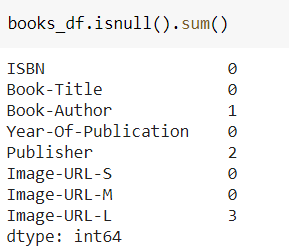 books_df.isnull().sum()
ISBN 0
Book-Title 0
Book-Author 1
Year-Of-Publication 0
Publisher 2
Image-URL-S 0
Image-URL-M 0
Image-URL-L 3
dtype: int64